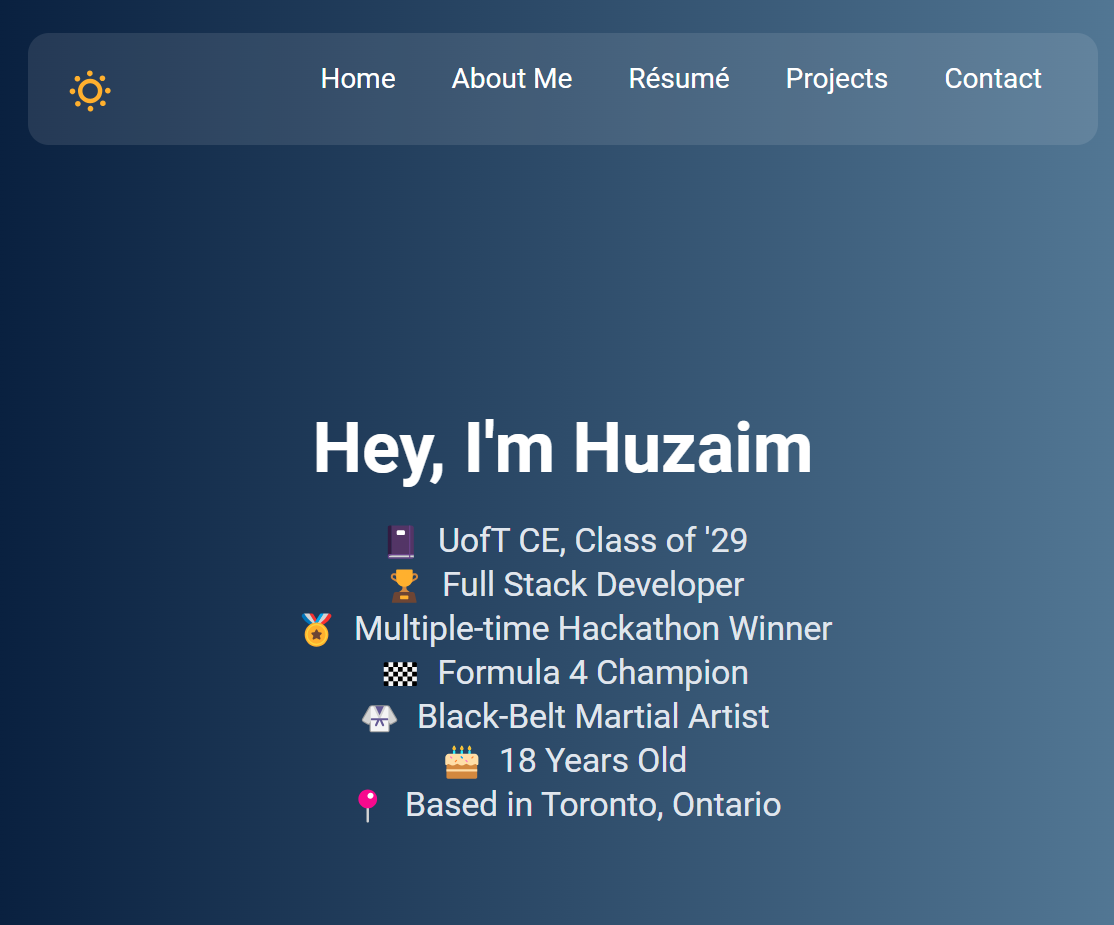 Home About Me Résumé Projects Contact
Hey, I'm Huzaim
UofT CE, Class of '29
Full Stack Developer
Multiple-time Hackathon Winner
Formula 4 Champion
Black-Belt Martial Artist
18 Years Old
Based in Toronto, Ontario